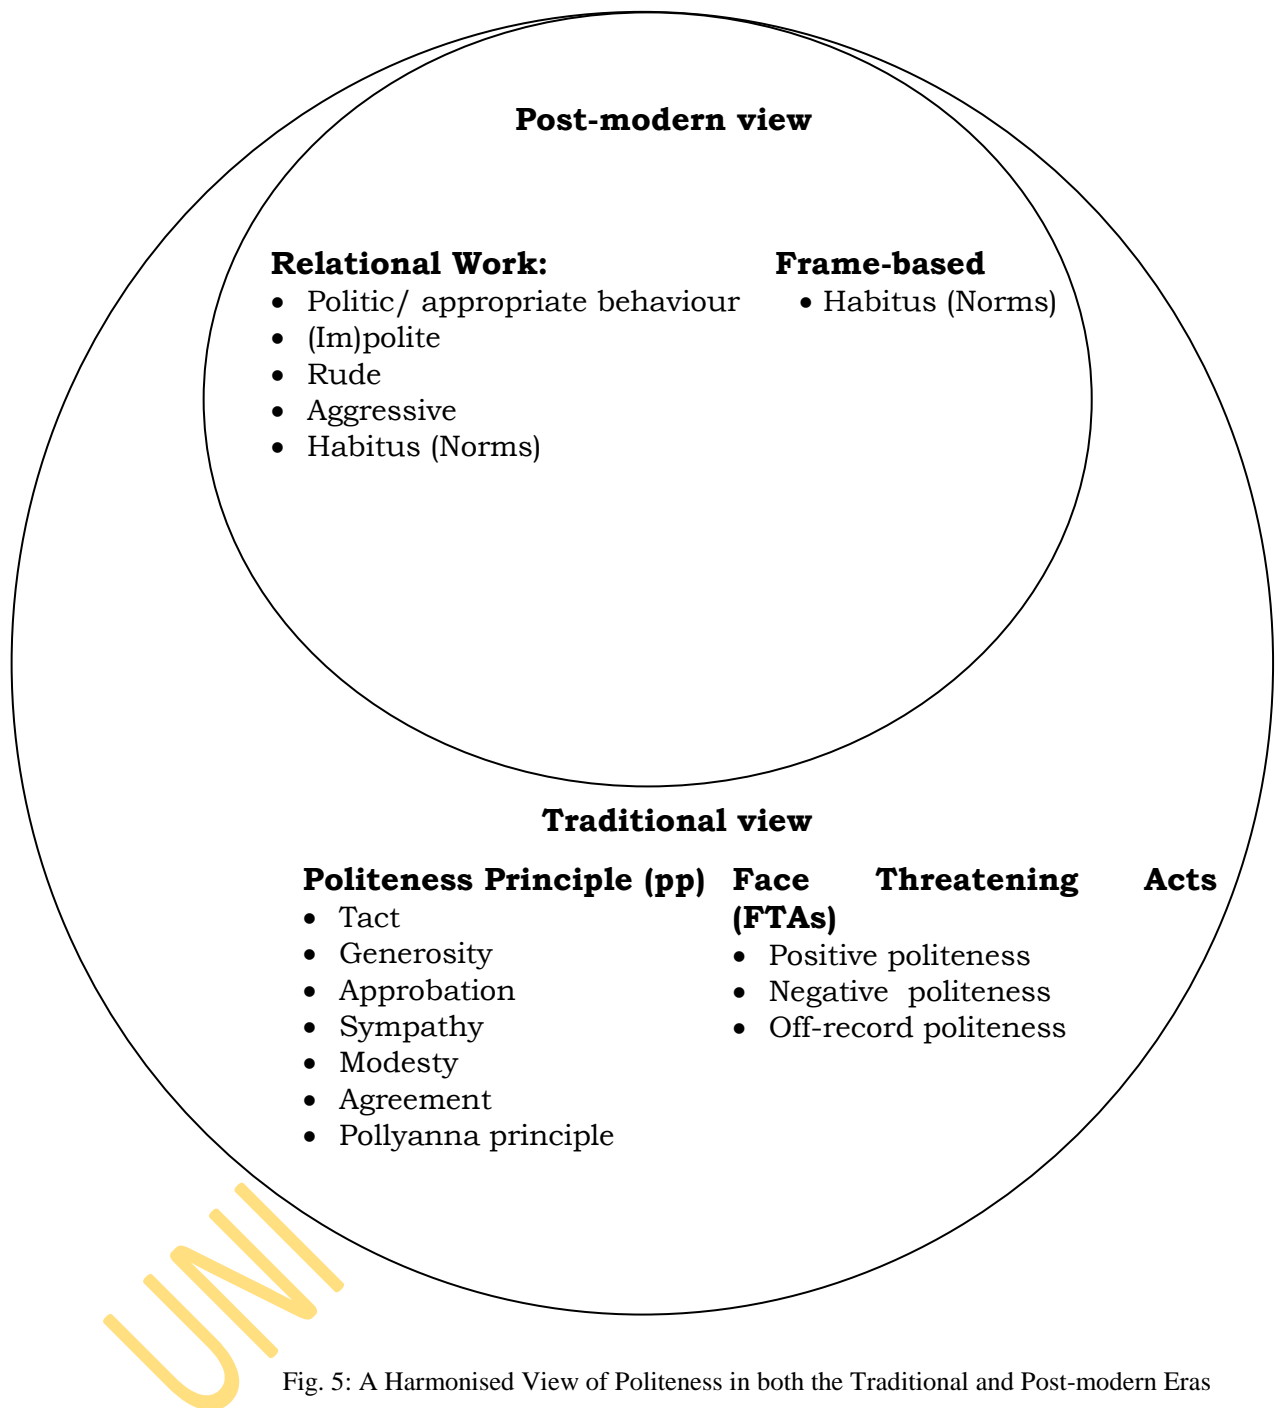 Post-modern view
Relational Work:
• Politic/ appropriate behaviour
• (Im)polite
• Rude
• Aggressive
• Habitus (Norms)
Frame-based
• Habitus (Norms)
Traditional view
Politeness Principle (pp)
• Tact
• Generosity
• Approbation
• Sympathy
• Modesty
• Agreement
• Pollyanna principle
Face Threatening Acts
(FTAs)
• Positive politeness
• Negative politeness
• Off-record politeness
UNI
Fig. 5: A Harmonised View of Politeness in both the Traditional and Post-modern Eras